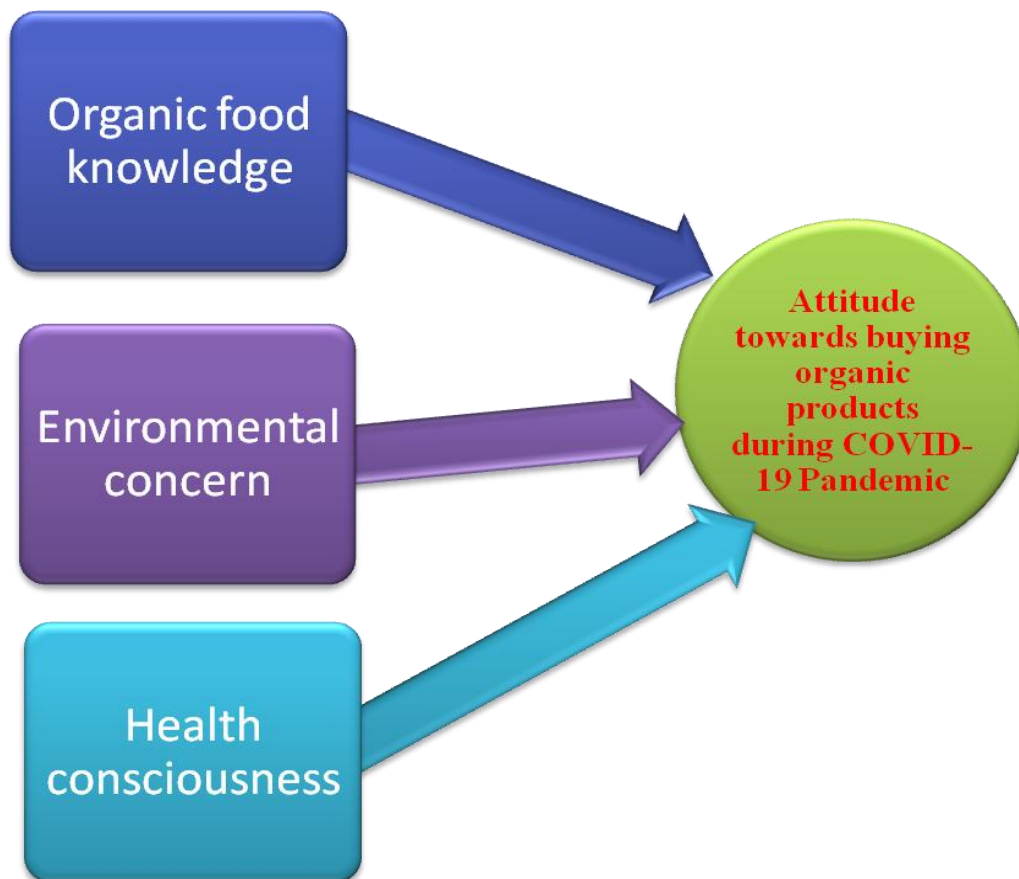 Organic food
knowledge
Environmental
concern
Health
consciousness
Attitude
towards buying
organic
products
during COVID-
19 Pandemic